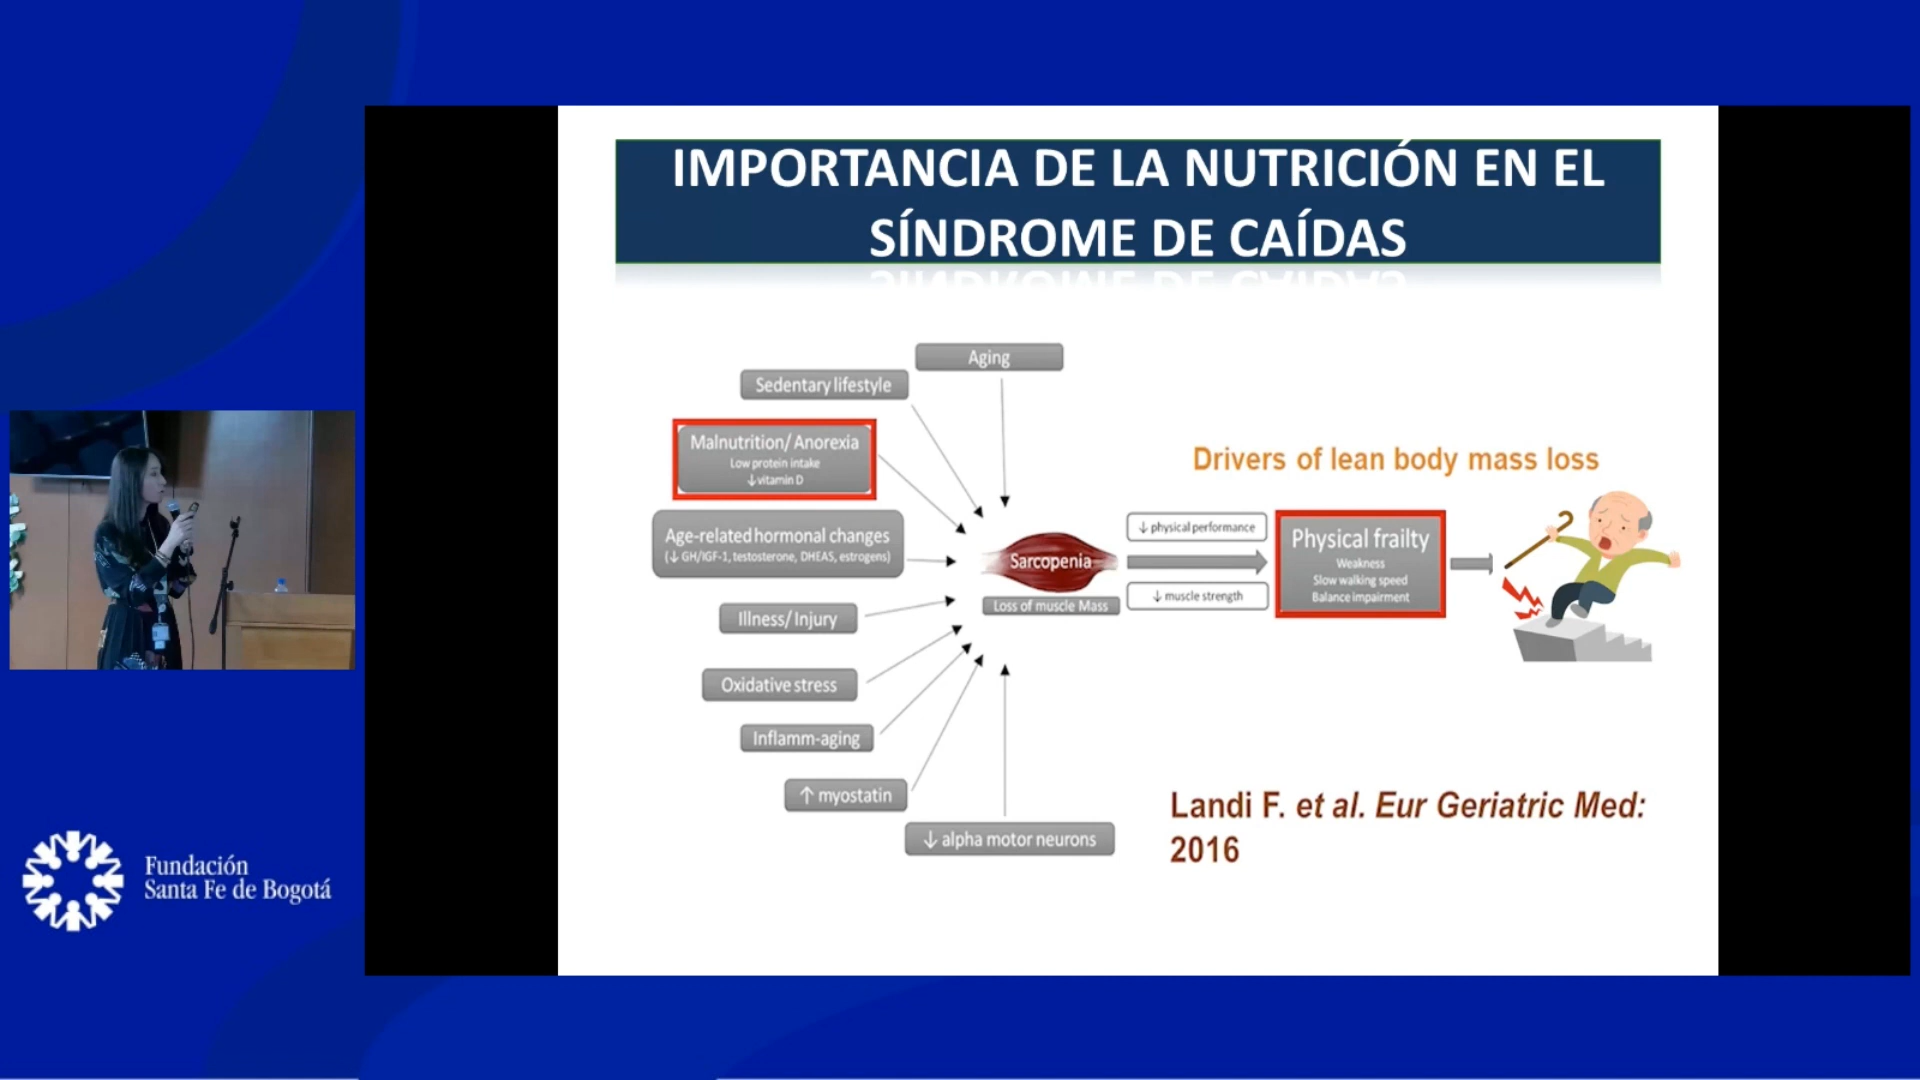 IMPORTANCIA DE LA NUTRICIÓN EN EL
SÍNDROME DE CAÍDAS
Aging
Sedentary lifestyle
Malnutrition/ Anorexia
Low protein intake
↓vitamin D
Age-related hormonal changes
(↓ GH/IGF-1, testosterone, DHEAS, estrogens)
Illness/ Injury
Oxidative stress
Inflamm-aging
↑ myostatin
↓ alpha motor neurons
Sarcopenia
Loss of muscle Mass
Drivers of lean body mass loss
↓ physical performance
↓ muscle strength
Physical frailty
Weakness
Slow walking speed
Balance impairment
Landi F. et al. Eur Geriatric Med:
2016
Fundación
Santa Fe de Bogotá